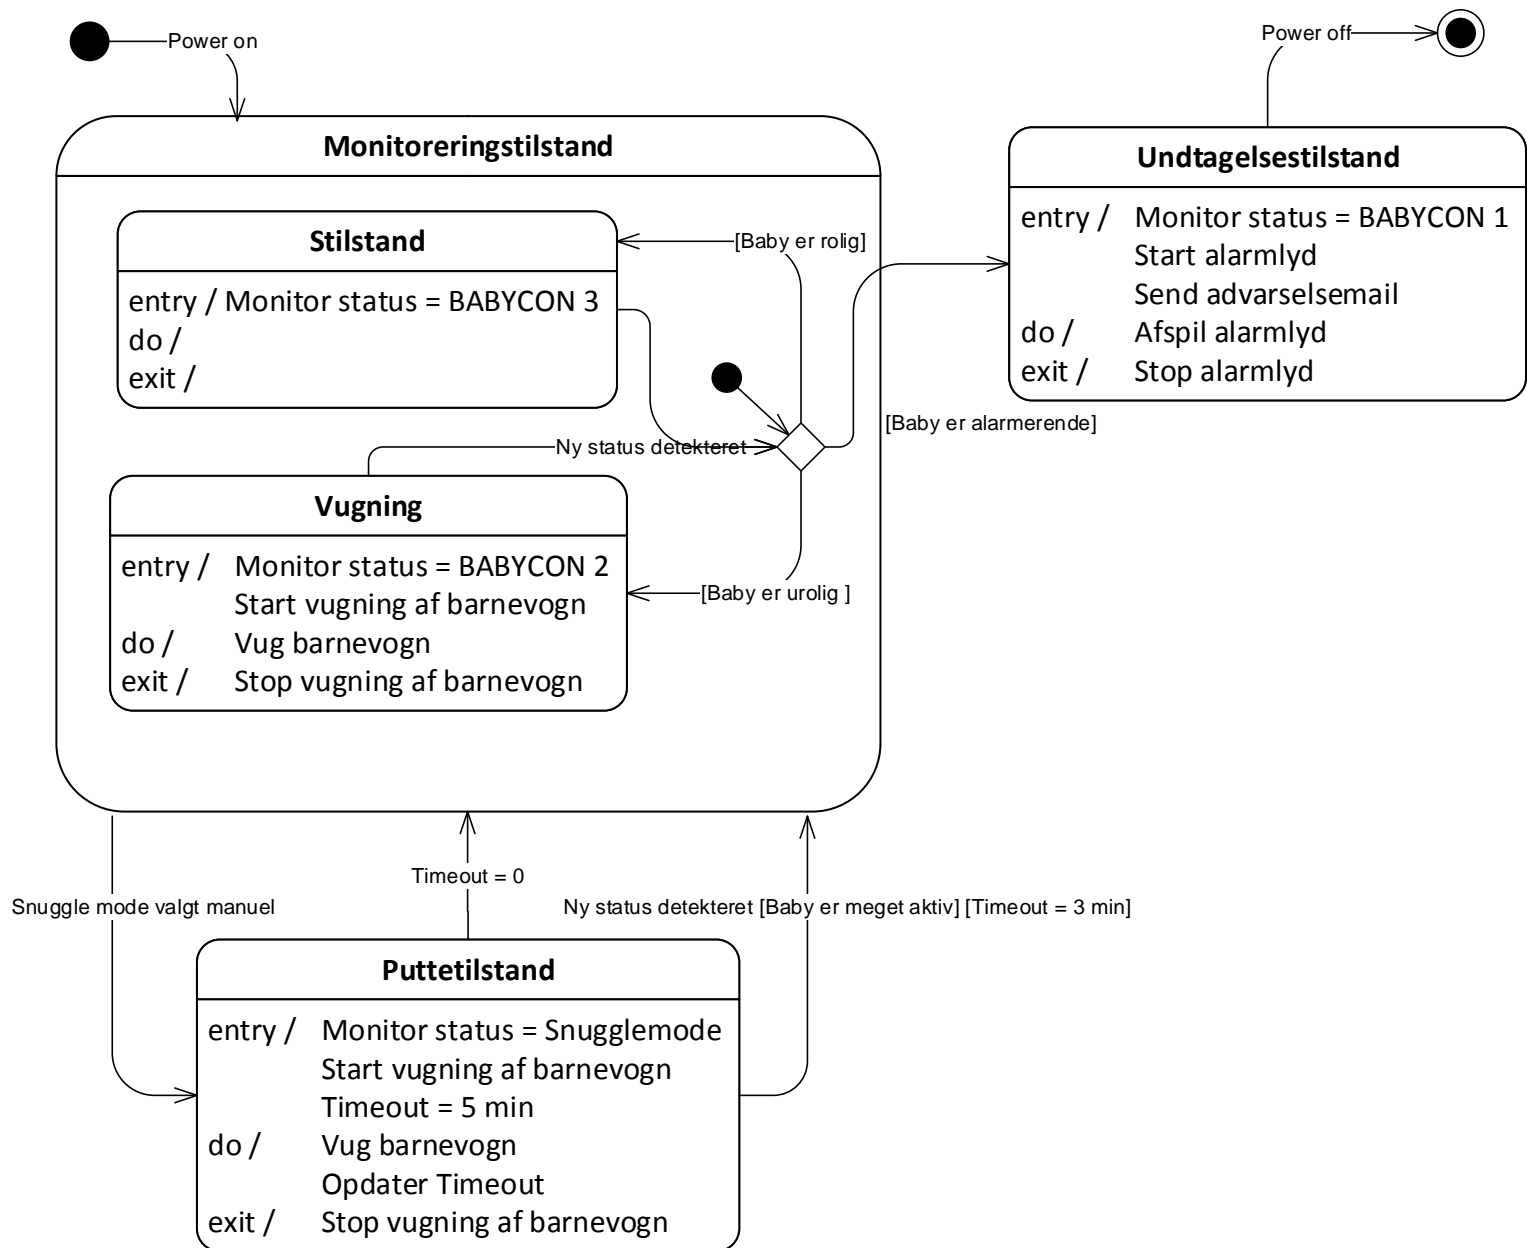 Power on
Power off
Monitoreringstilstand
Undtagelsestilstand
entry / Monitor status = BABYCON 1
Start alarmlyd
Send advarselsemail
do / Afspil alarmlyd
exit / Stop alarmlyd
Stilstand
entry / Monitor status = BABYCON 3
do /
exit /
[Baby er rolig]
[Baby er alarmerende]
Ny status detekteret
Vugning
entry / Monitor status = BABYCON 2
Start vugning af barnevogn
do / Vug barnevogn
exit / Stop vugning af barnevogn
[Baby er urolig ]
Timeout = 0
Snuggle mode valgt manuel
Ny status detekteret [Baby er meget aktiv] [Timeout = 3 min]
Puttetilstand
entry / Monitor status = Snugglemode
Start vugning af barnevogn
Timeout = 5 min
do / Vug barnevogn
Opdater Timeout
exit / Stop vugning af barnevogn